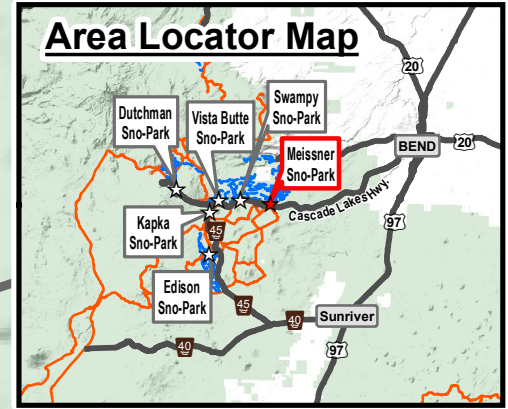 Area Locator Map
20
Dutchman
Sno-Park
Vista Butte
Sno-Park
Swampy
Sno-Park
Meissner
Sno-Park
BEND
20
Cascade Lakes Hwy.
97
Kapka
Sno-Park
45
Edison
Sno-Park
45
40
Sunriver
40
97